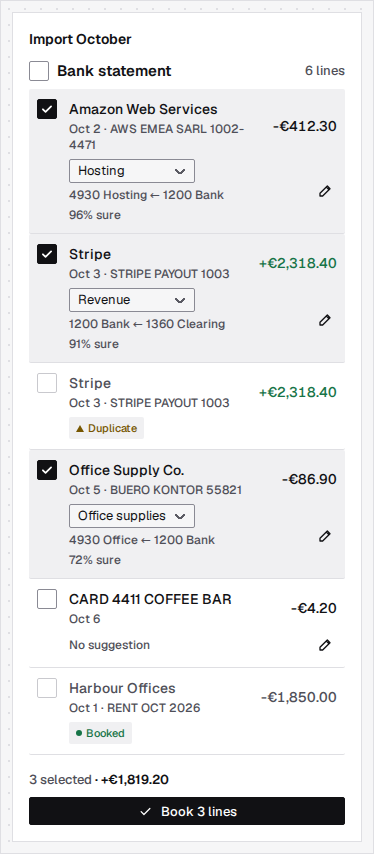 Import October
Bank statement
6 lines
Amazon Web Services
Oct 2 · AWS EMEA SARL 1002-
4471
-€412.30
Hosting
4930 Hosting ← 1200 Bank
96% sure
Stripe
Oct 3 · STRIPE PAYOUT 1003
+€2,318.40
Revenue
1200 Bank ← 1360 Clearing
91% sure
Stripe
Oct 3 · STRIPE PAYOUT 1003
+€2,318.40
Duplicate
Office Supply Co.
Oct 5 · BUERO KONTOR 55821
-€86.90
Office supplies
4930 Office ← 1200 Bank
72% sure
CARD 4411 COFFEE BAR
Oct 6
-€4.20
No suggestion
Harbour Offices
Oct 1 · RENT OCT 2026
-€1,850.00
Booked
3 selected · +€1,819.20
Book 3 lines